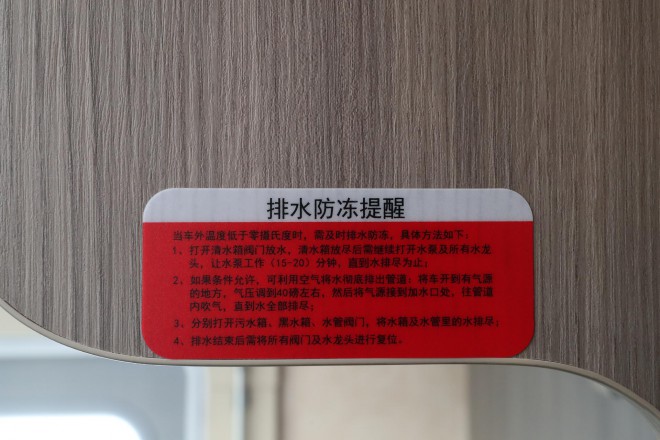 排水防冻提醒
当车外温度低于零摄氏度时，需及时排水防冻。具体方法如下：
1、打开清水箱阀门放水，清水箱放尽后需继续打开水泵及所有水龙
头，让水泵工作（15-20）分钟，直到水排尽为止；
2、如果条件允许，可利用空气将水彻底排出管道：将车开到有气源
的地方，气压调到40磅左右，然后将气源接到加水口处，往管道
内吹气，直到水全部排尽；
3、分别打开污水箱、黑水箱、水管阀门，将水箱及水管里的水排尽；
4、排水结束后需将所有阀门及水龙头进行复位。